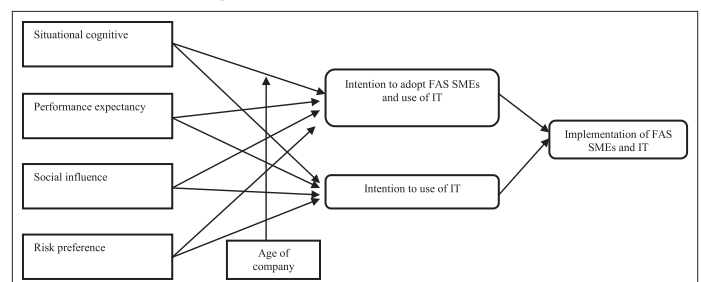 Situational cognitive
Performance expectancy
Social influence
Risk preference
Age of
company
Intention to adopt FAS SMEs
and use of IT
Intention to use of IT
Implementation of FAS
SMEs and IT